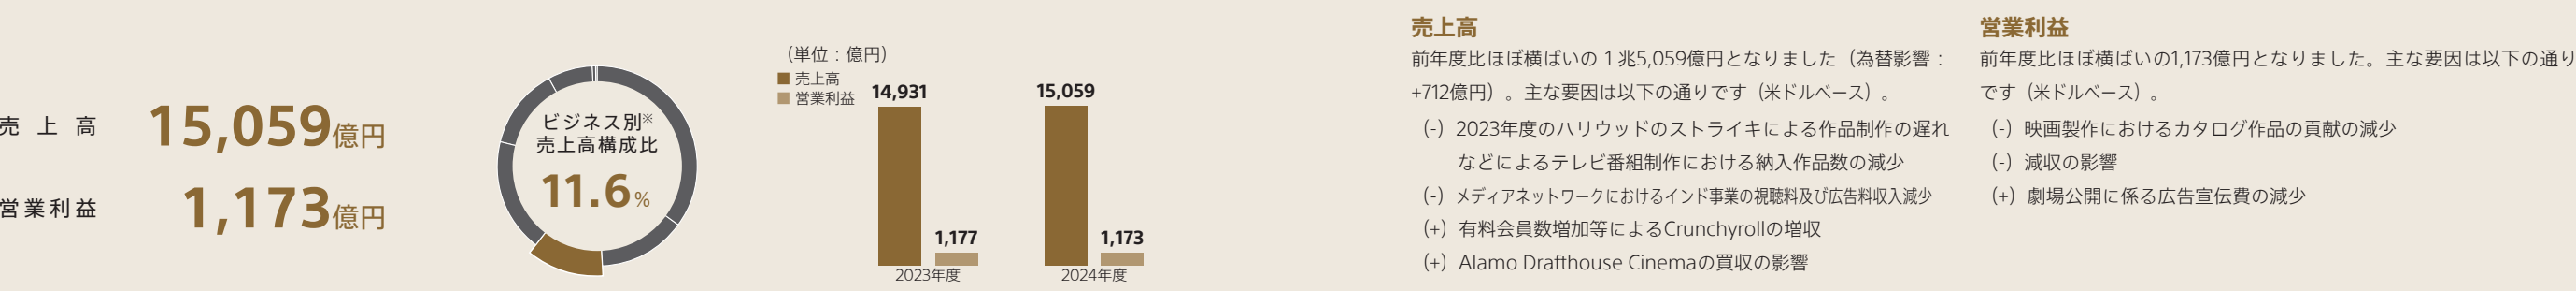 売上高 15,059億円
営業利益 1,173億円
ビジネス別※
売上高構成比
11.6%
（単位：億円）
売上高
営業利益
14,931
1,177
2023年度
15,059
1,173
2024年度
売上高
前年度比ほぼ横ばいの1兆5,059億円となりました（為替影響：
+712億円）。主な要因は以下の通りです（米ドルベース）。
(-) 2023年度のハリウッドのストライキによる作品制作の遅れ
などによるテレビ番組制作における納入作品数の減少
(-) メディアネットワークにおけるインド事業の視聴料及び広告料収入減少
(+) 有料会員数増加等によるCrunchyrollの増収
(+) Alamo Drafthouse Cinemaの買収の影響
営業利益
前年度比ほぼ横ばいの1,173億円となりました。主な要因は以下の通り
です（米ドルベース）。
(-) 映画製作におけるカタログ作品の貢献の減少
(-) 減収の影響
(+) 劇場公開に係る広告宣伝費の減少